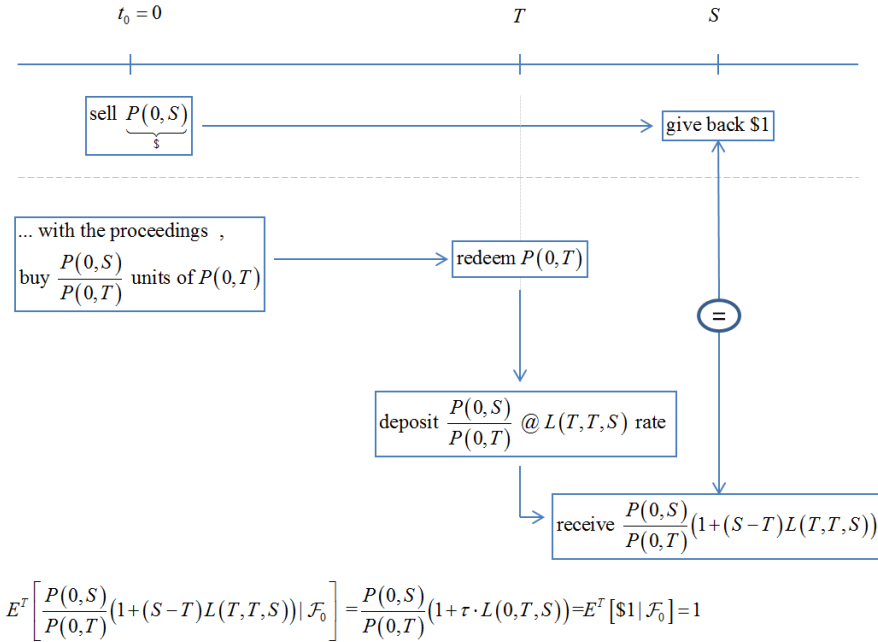 t₀ = 0 T S
sell P(0,S)
$
give back $1
... with the proceedings ,
buy P(0,S)/P(0,T) units of P(0,T)
redeem P(0,T)
=
deposit P(0,S)/P(0,T) @ L(T,T,S) rate
receive P(0,S)/P(0,T) (1+(S−T)L(T,T,S))
E^T[P(0,S)/P(0,T) (1+(S−T)L(T,T,S))|ℱ₀] = P(0,S)/P(0,T) (1+τ·L(0,T,S))=E^T[$1|ℱ₀]=1